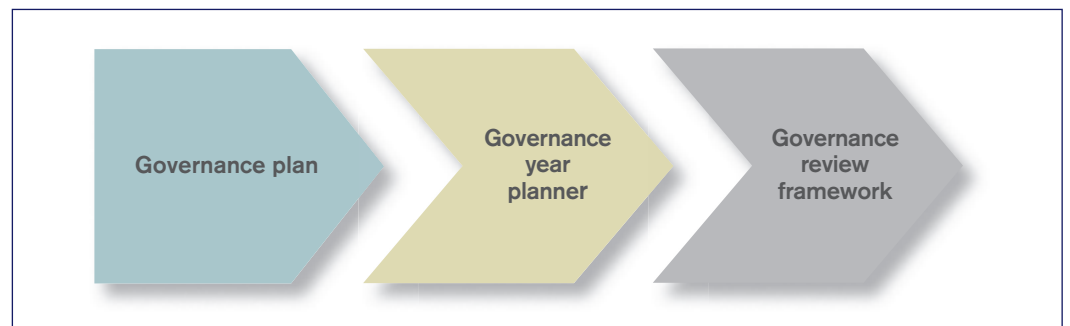 Governance plan
Governance
year
planner
Governance
review
framework